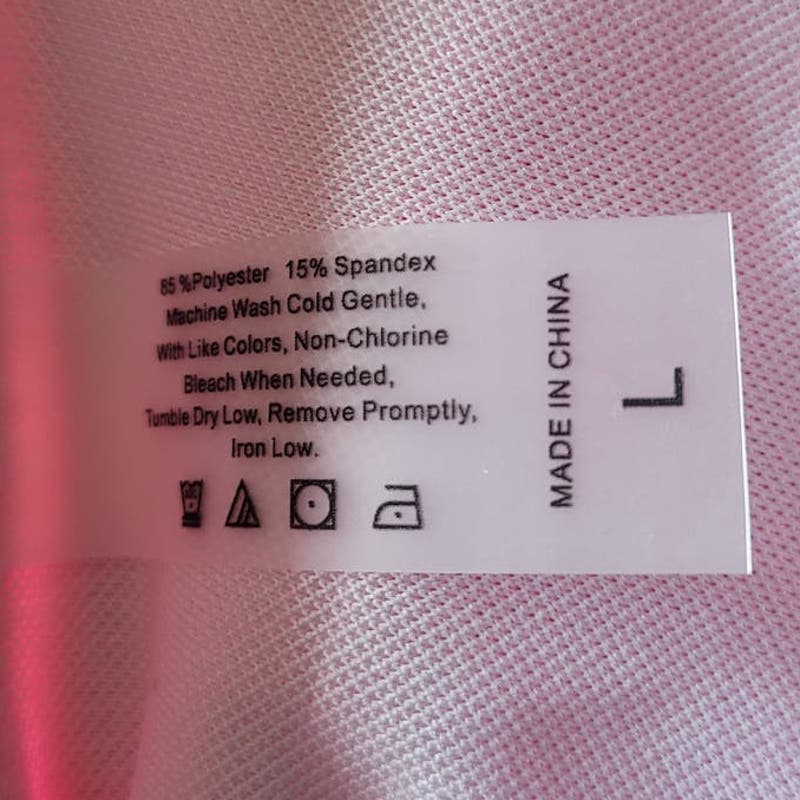 85 %Polyester 15% Spandex
Machine Wash Cold Gentle,
With Like Colors, Non-Chlorine
Bleach When Needed,
Tumble Dry Low, Remove Promptly,
Iron Low.
MADE IN CHINA
L